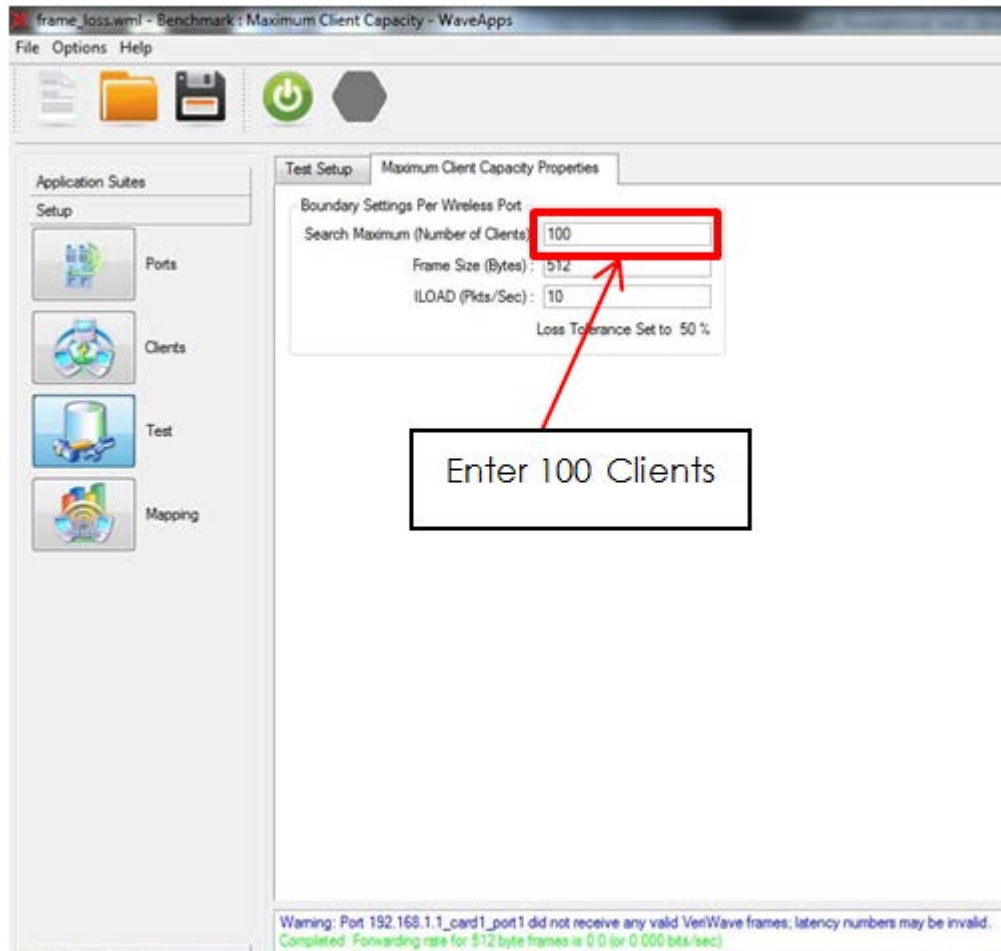 frame_loss.wml - Benchmark : Maximum Client Capacity - WaveApps
File Options Help
Application Suites
Setup
Ports
Clients
Test
Mapping
Test Setup Maximum Client Capacity Properties
Boundary Settings Per Wireless Port
Search Maximum (Number of Clients) 100
Frame Size (Bytes) : 512
ILOAD (Pkts/Sec) : 10
Loss Tolerance Set to 50 %
Enter 100 Clients
Warning: Port 192.168.1.1_card1_port1 did not receive any valid VeriWave frames; latency numbers may be invalid.
Completed: Forwarding rate for 512 byte frames is 0.0 (or 0.000 bits/sec)